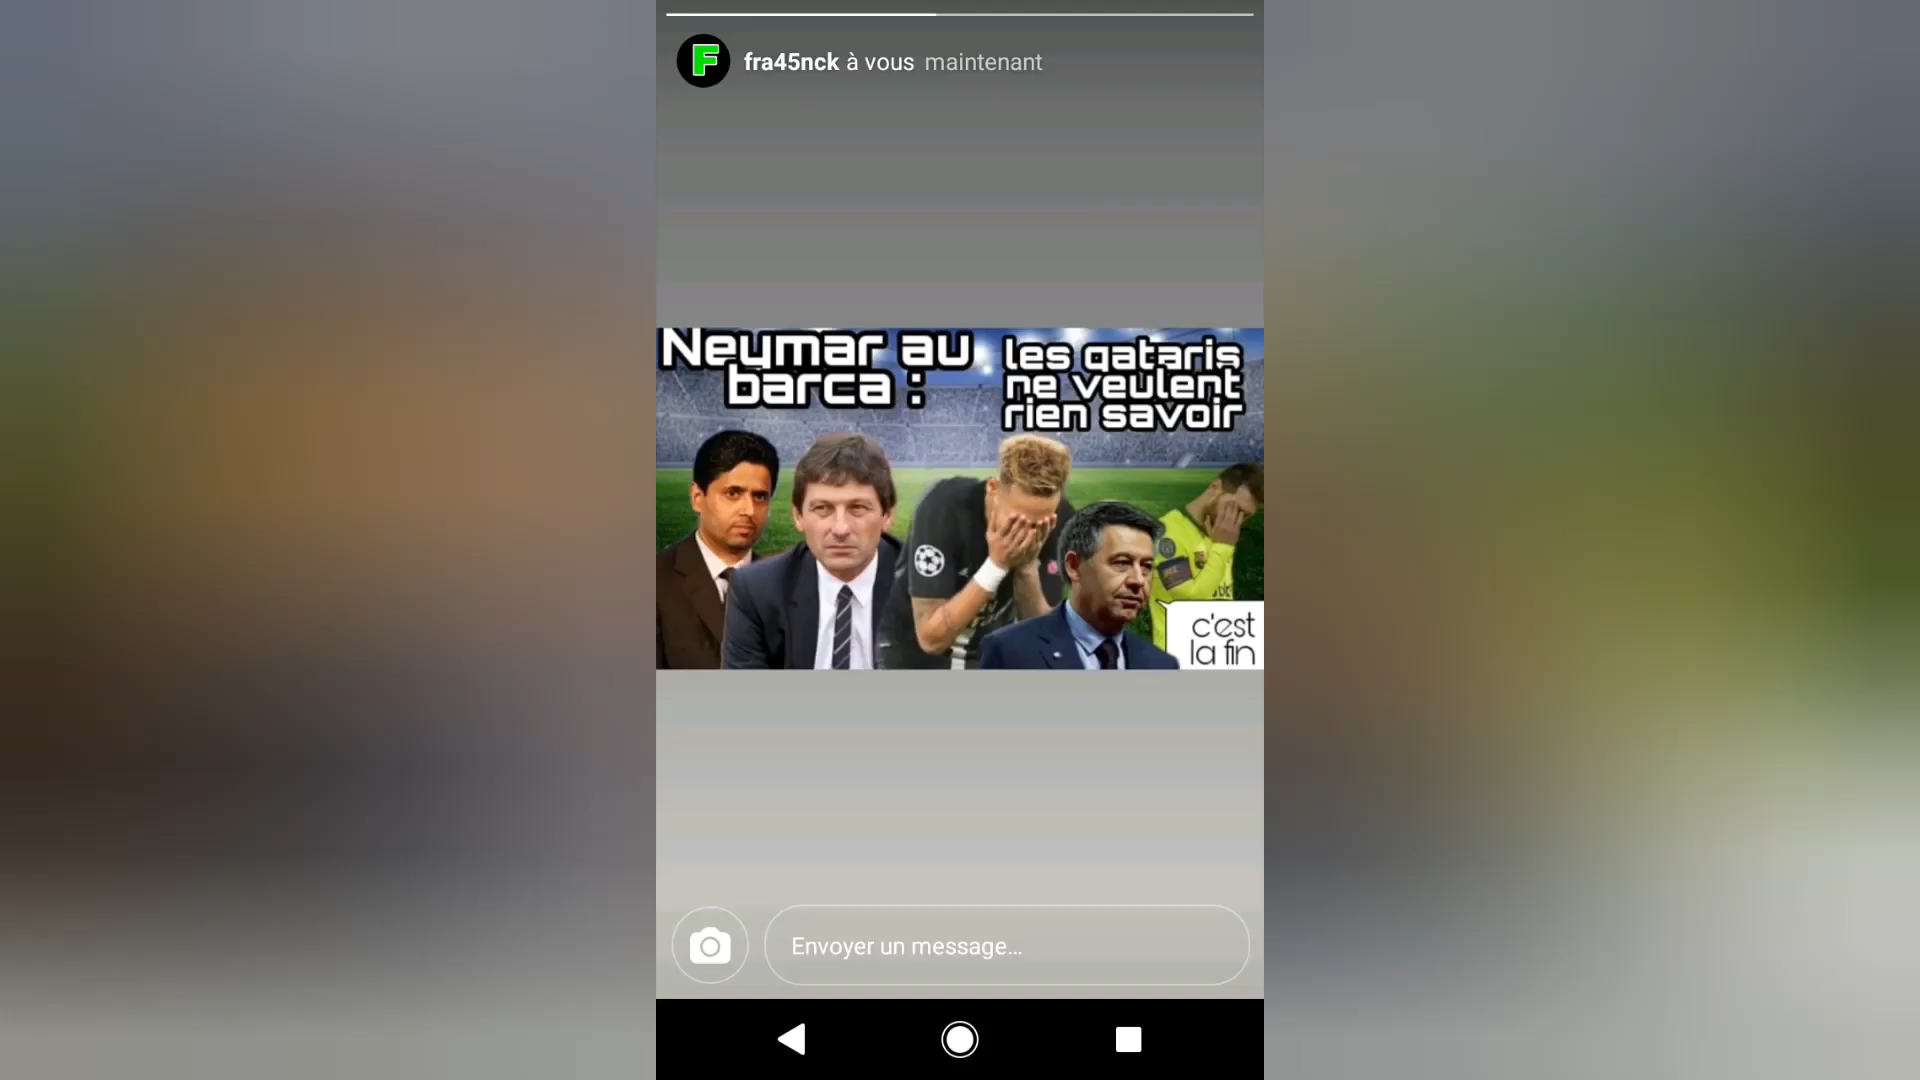 F
fra45nck à vous maintenant
Neymar au
barca :
les qataris
ne veulent
rien savoir
c'est
la fin
Envoyer un message...